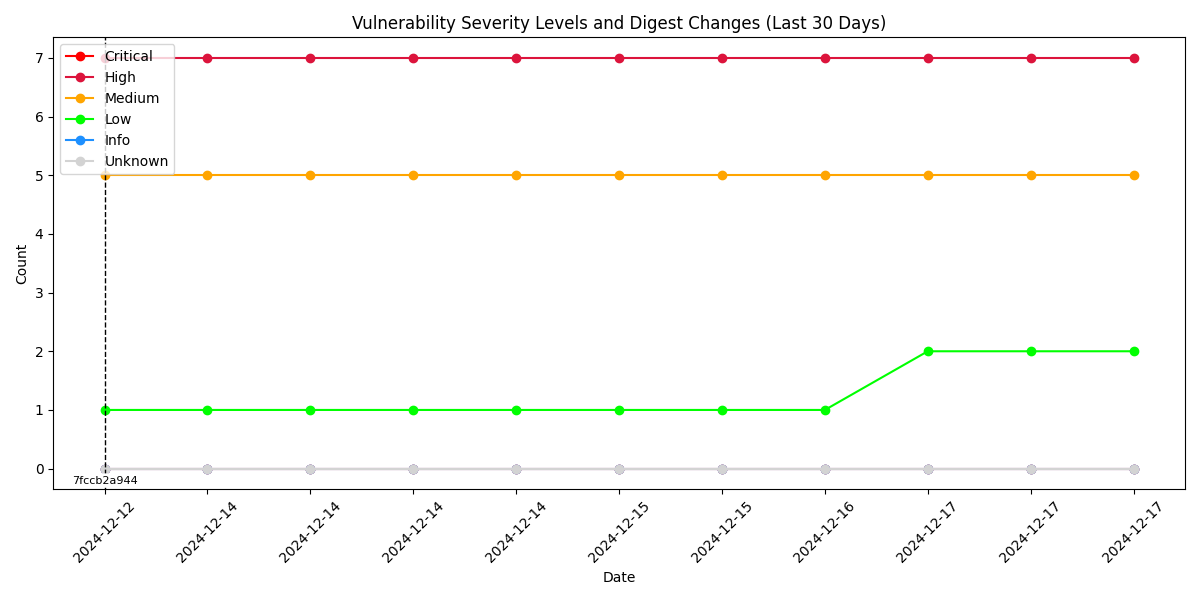 Vulnerability Severity Levels and Digest Changes (Last 30 Days)
Critical
High
Medium
Low
Info
Unknown
7
6
5
4
3
2
1
0
Count
7fccb2a944
2024-12-12
2024-12-14
2024-12-14
2024-12-14
2024-12-14
2024-12-15
2024-12-15
2024-12-16
2024-12-17
2024-12-17
2024-12-17
Date